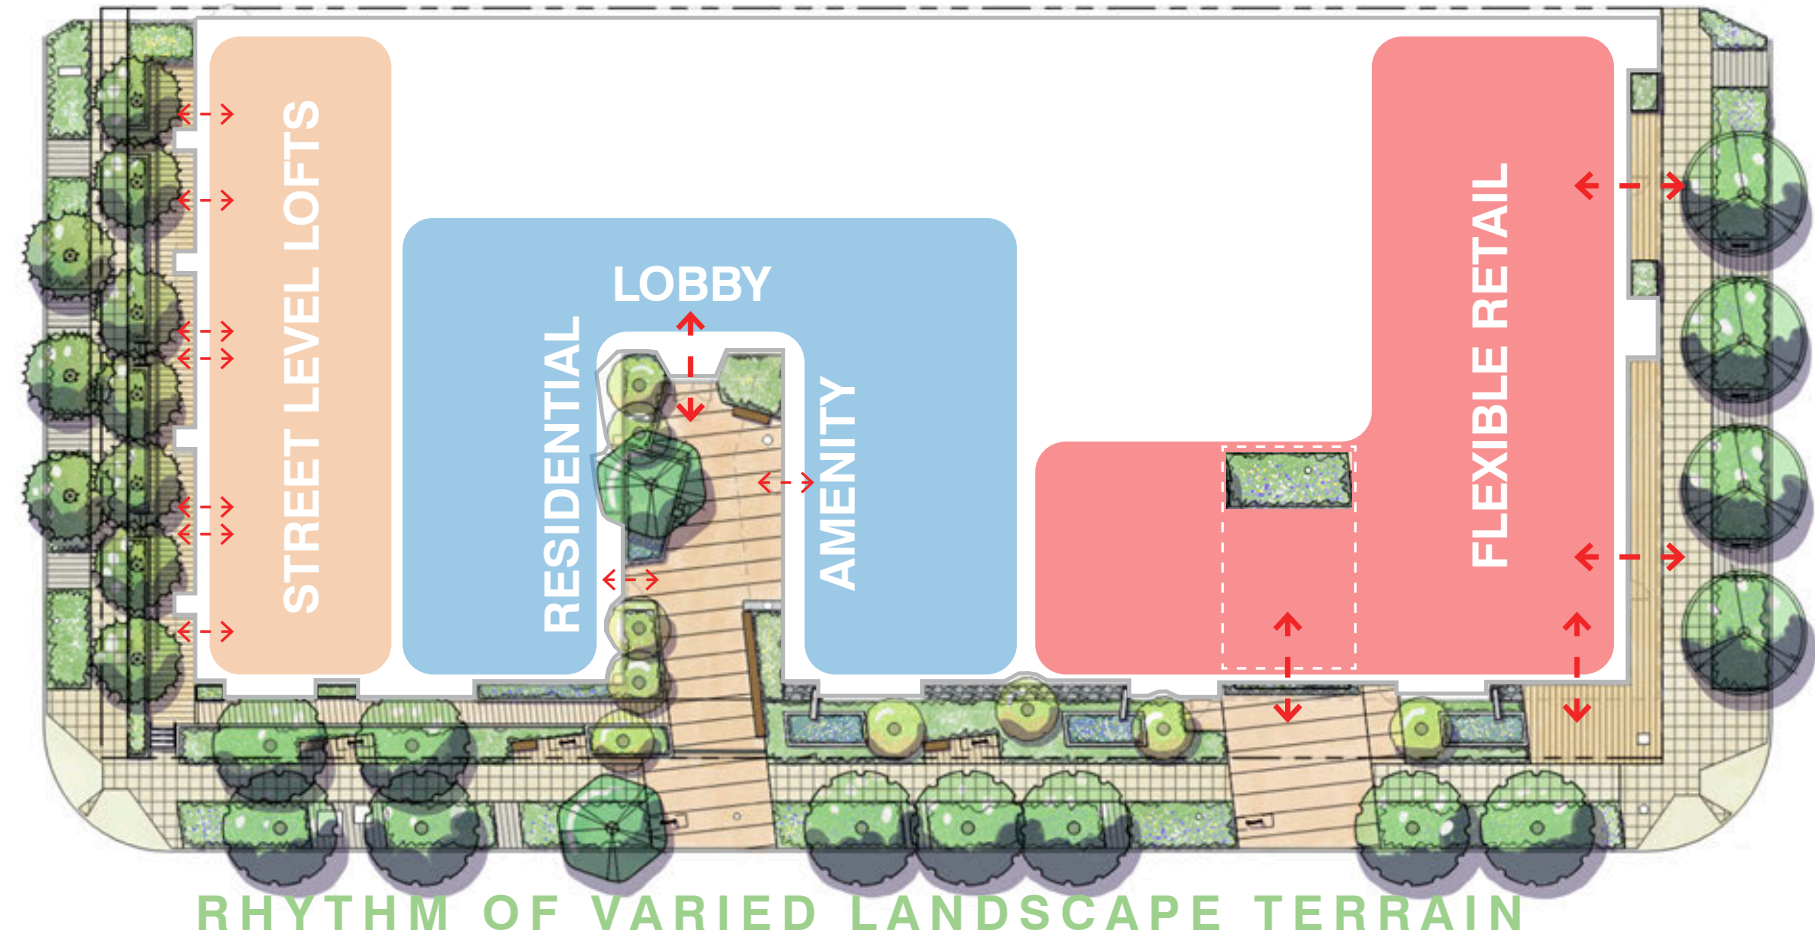 STREET LEVEL LOFTS
LOBBY
RESIDENTIAL
AMENITY
FLEXIBLE RETAIL
RHYTHM OF VARIED LANDSCAPE TERRAIN